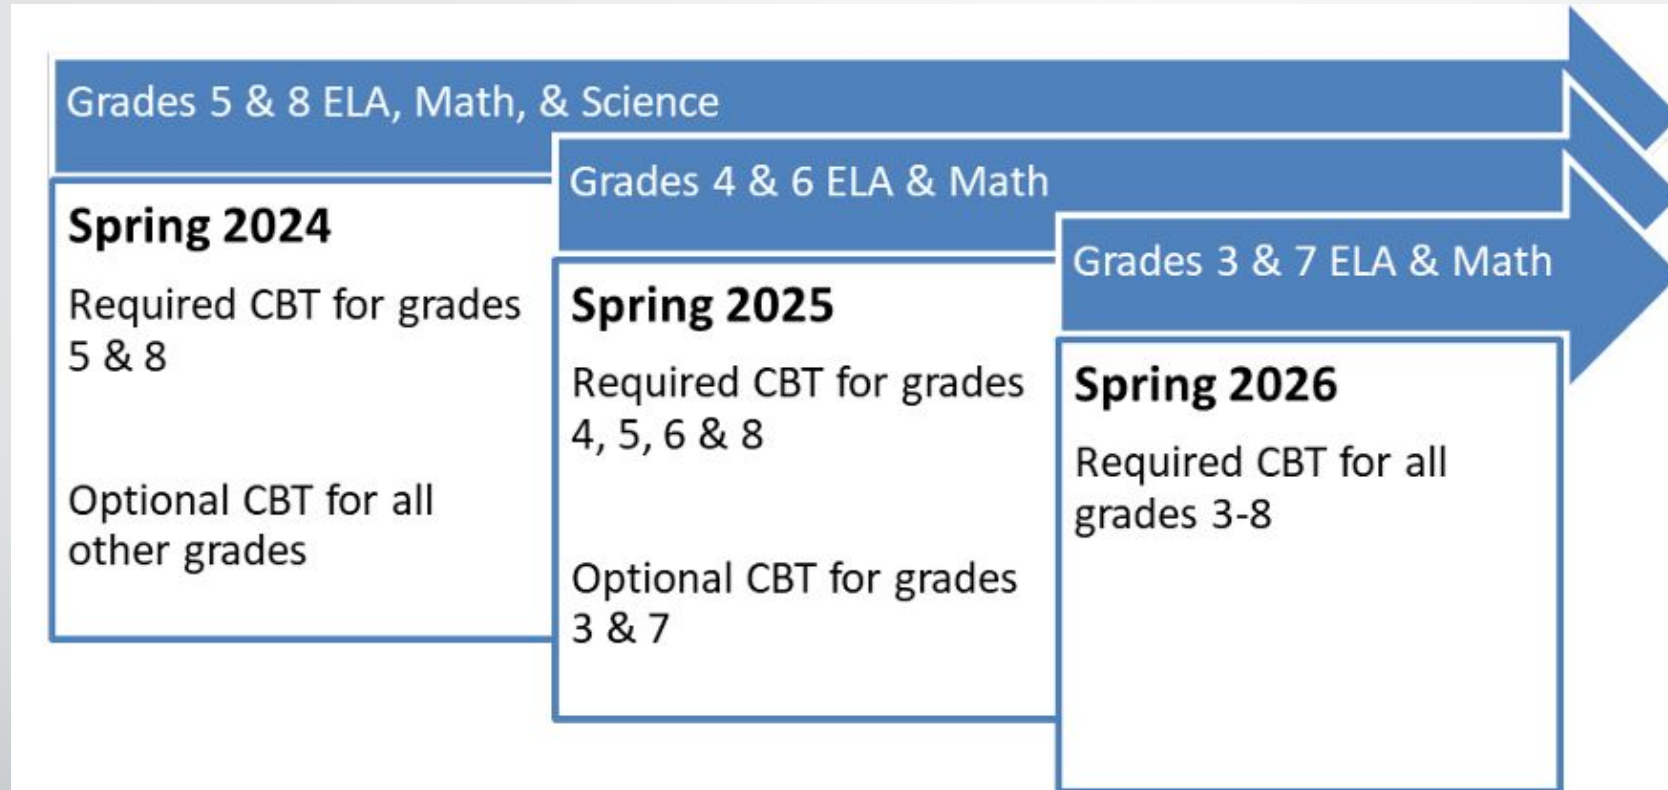 Grades 5 & 8 ELA, Math, & Science
Spring 2024
Required CBT for grades
5 & 8
Optional CBT for all
other grades
Grades 4 & 6 ELA & Math
Spring 2025
Required CBT for grades
4, 5, 6 & 8
Optional CBT for grades
3 & 7
Grades 3 & 7 ELA & Math
Spring 2026
Required CBT for all
grades 3-8